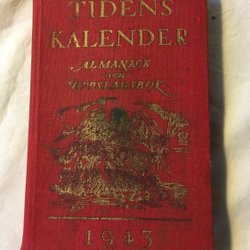 TIDENS
KALENDER
ALMANACK
OCH
UPPSLAGSBOK
1943